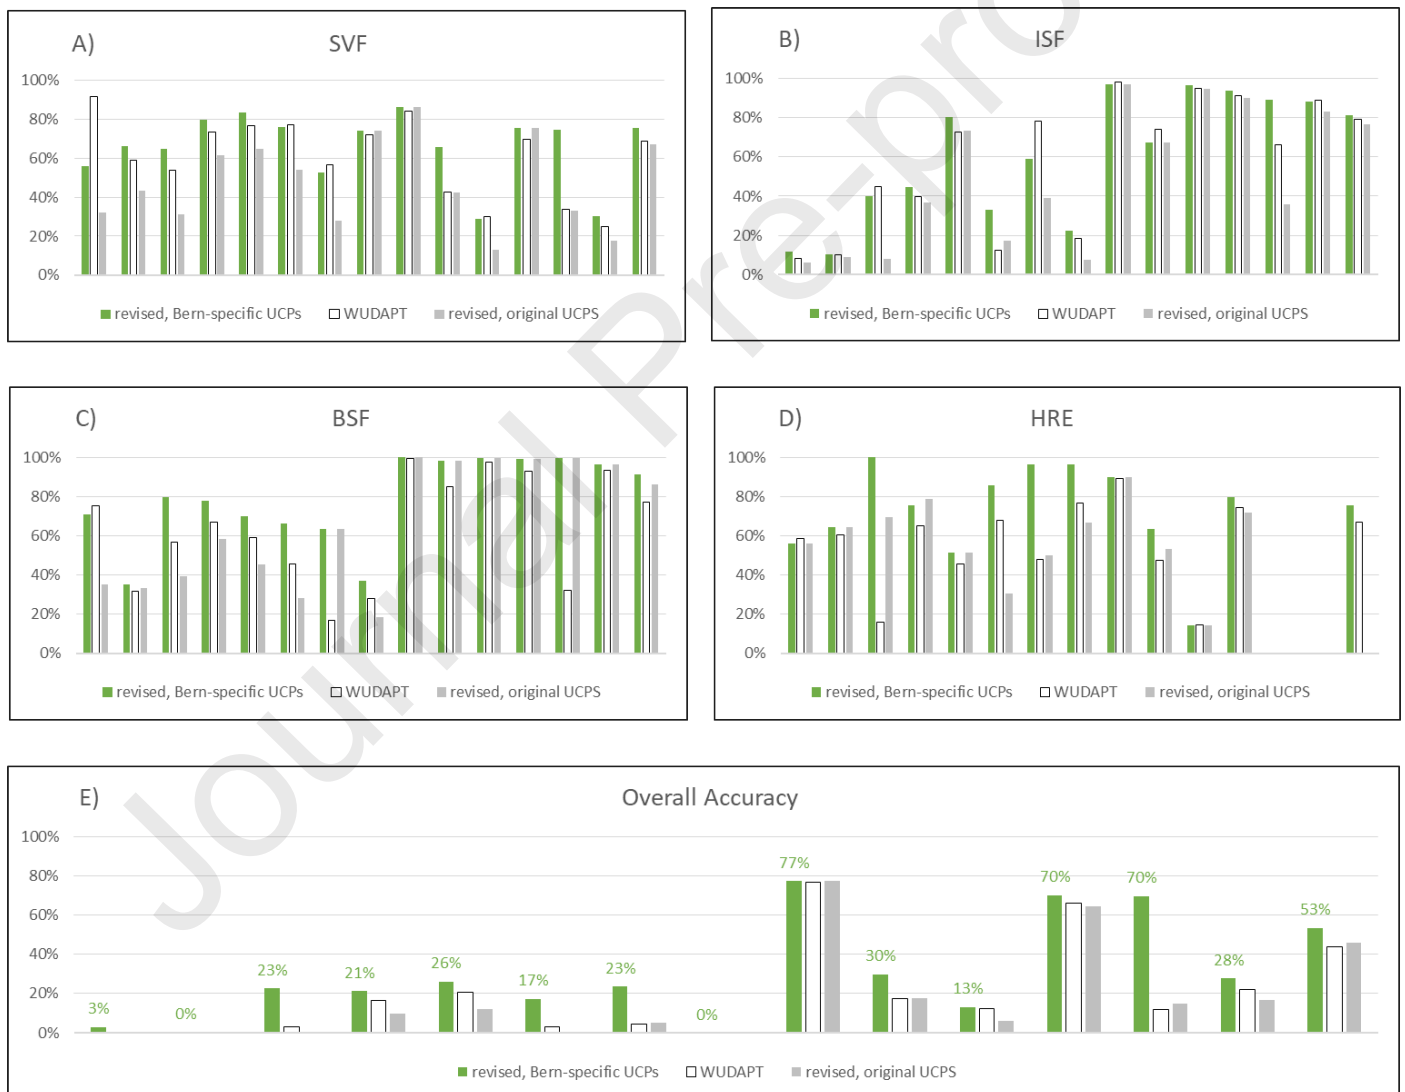 A) SVF
100%
80%
60%
40%
20%
0%
revised, Bern-specific UCPs WUDAPT revised, original UCPS
B) ISF
100%
80%
60%
40%
20%
0%
revised, Bern-specific UCPs WUDAPT revised, original UCPS
C) BSF
100%
80%
60%
40%
20%
0%
revised, Bern-specific UCPs WUDAPT revised, original UCPS
D) HRE
100%
80%
60%
40%
20%
0%
revised, Bern-specific UCPs WUDAPT revised, original UCPS
E) Overall Accuracy
100%
80%
60%
40%
20%
0%
3% 0% 23% 21% 26% 17% 23% 0% 77% 30% 13% 70% 70% 28% 53%
revised, Bern-specific UCPs WUDAPT revised, original UCPS
Journal Pre-pro